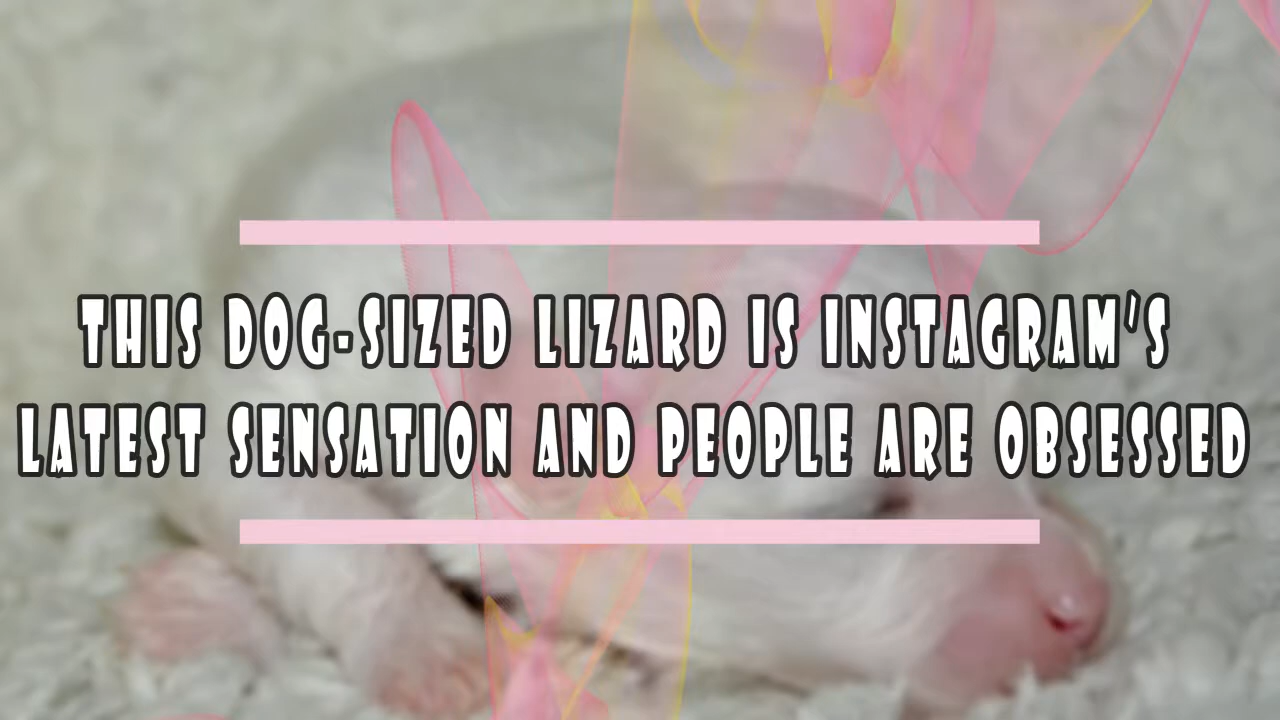 THIS DOG-SIZED LIZARD IS INSTAGRAM'S
LATEST SENSATION AND PEOPLE ARE OBSESSED